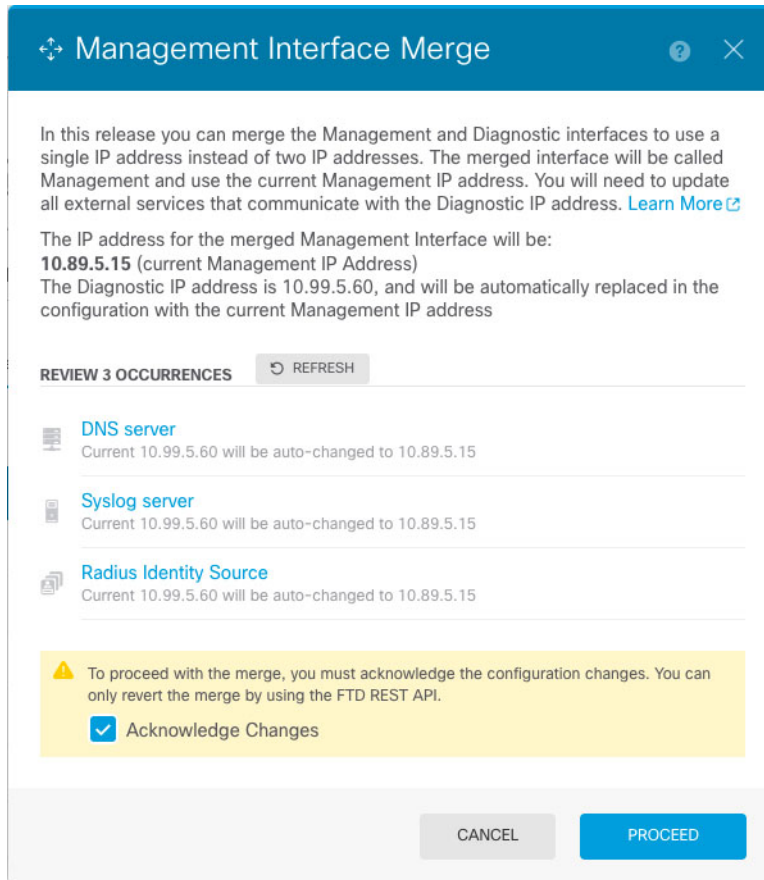 Management Interface Merge
In this release you can merge the Management and Diagnostic interfaces to use a
single IP address instead of two IP addresses. The merged interface will be called
Management and use the current Management IP address. You will need to update
all external services that communicate with the Diagnostic IP address. Learn More
The IP address for the merged Management Interface will be:
10.89.5.15 (current Management IP Address)
The Diagnostic IP address is 10.99.5.60, and will be automatically replaced in the
configuration with the current Management IP address
REVIEW 3 OCCURRENCES REFRESH
DNS server
Current 10.99.5.60 will be auto-changed to 10.89.5.15
Syslog server
Current 10.99.5.60 will be auto-changed to 10.89.5.15
Radius Identity Source
Current 10.99.5.60 will be auto-changed to 10.89.5.15
To proceed with the merge, you must acknowledge the configuration changes. You can
only revert the merge by using the FTD REST API.
Acknowledge Changes
CANCEL PROCEED